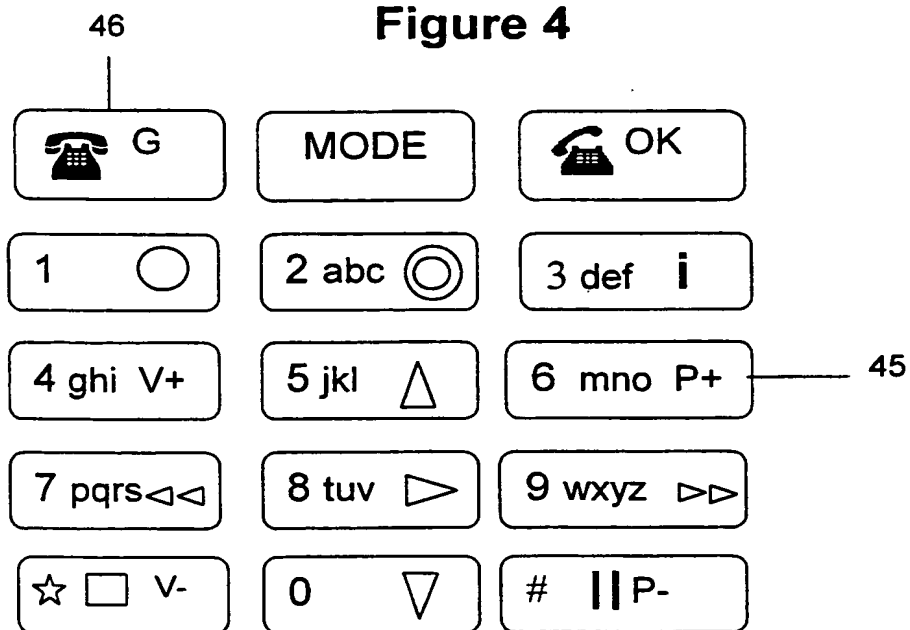 46 Figure 4
G MODE OK
1 2 abc 3 def i
4 ghi V+ 5 jkl 6 mno P+ 45
7 pqrs 8 tuv 9 wxyz
V- 0 # P-